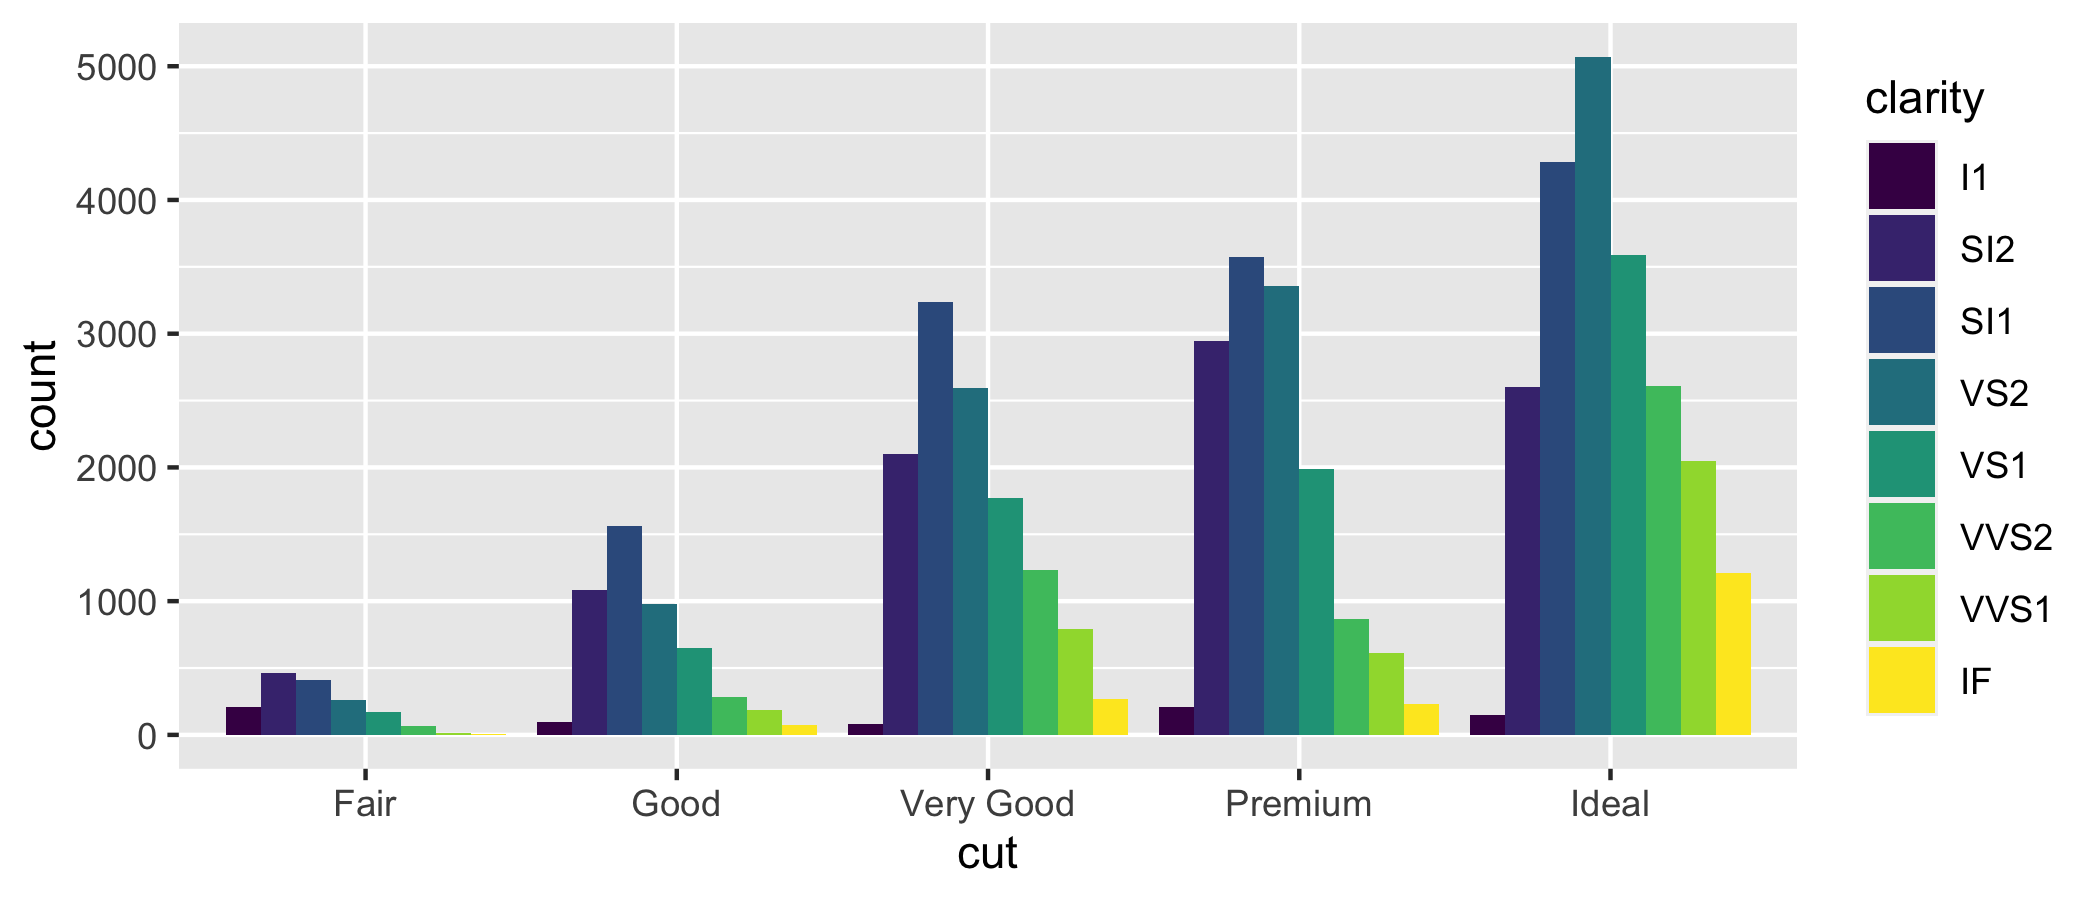 5000
4000
3000
2000
1000
0
count
Fair Good Very Good Premium Ideal
cut
clarity
I1
SI2
SI1
VS2
VS1
VVS2
VVS1
IF